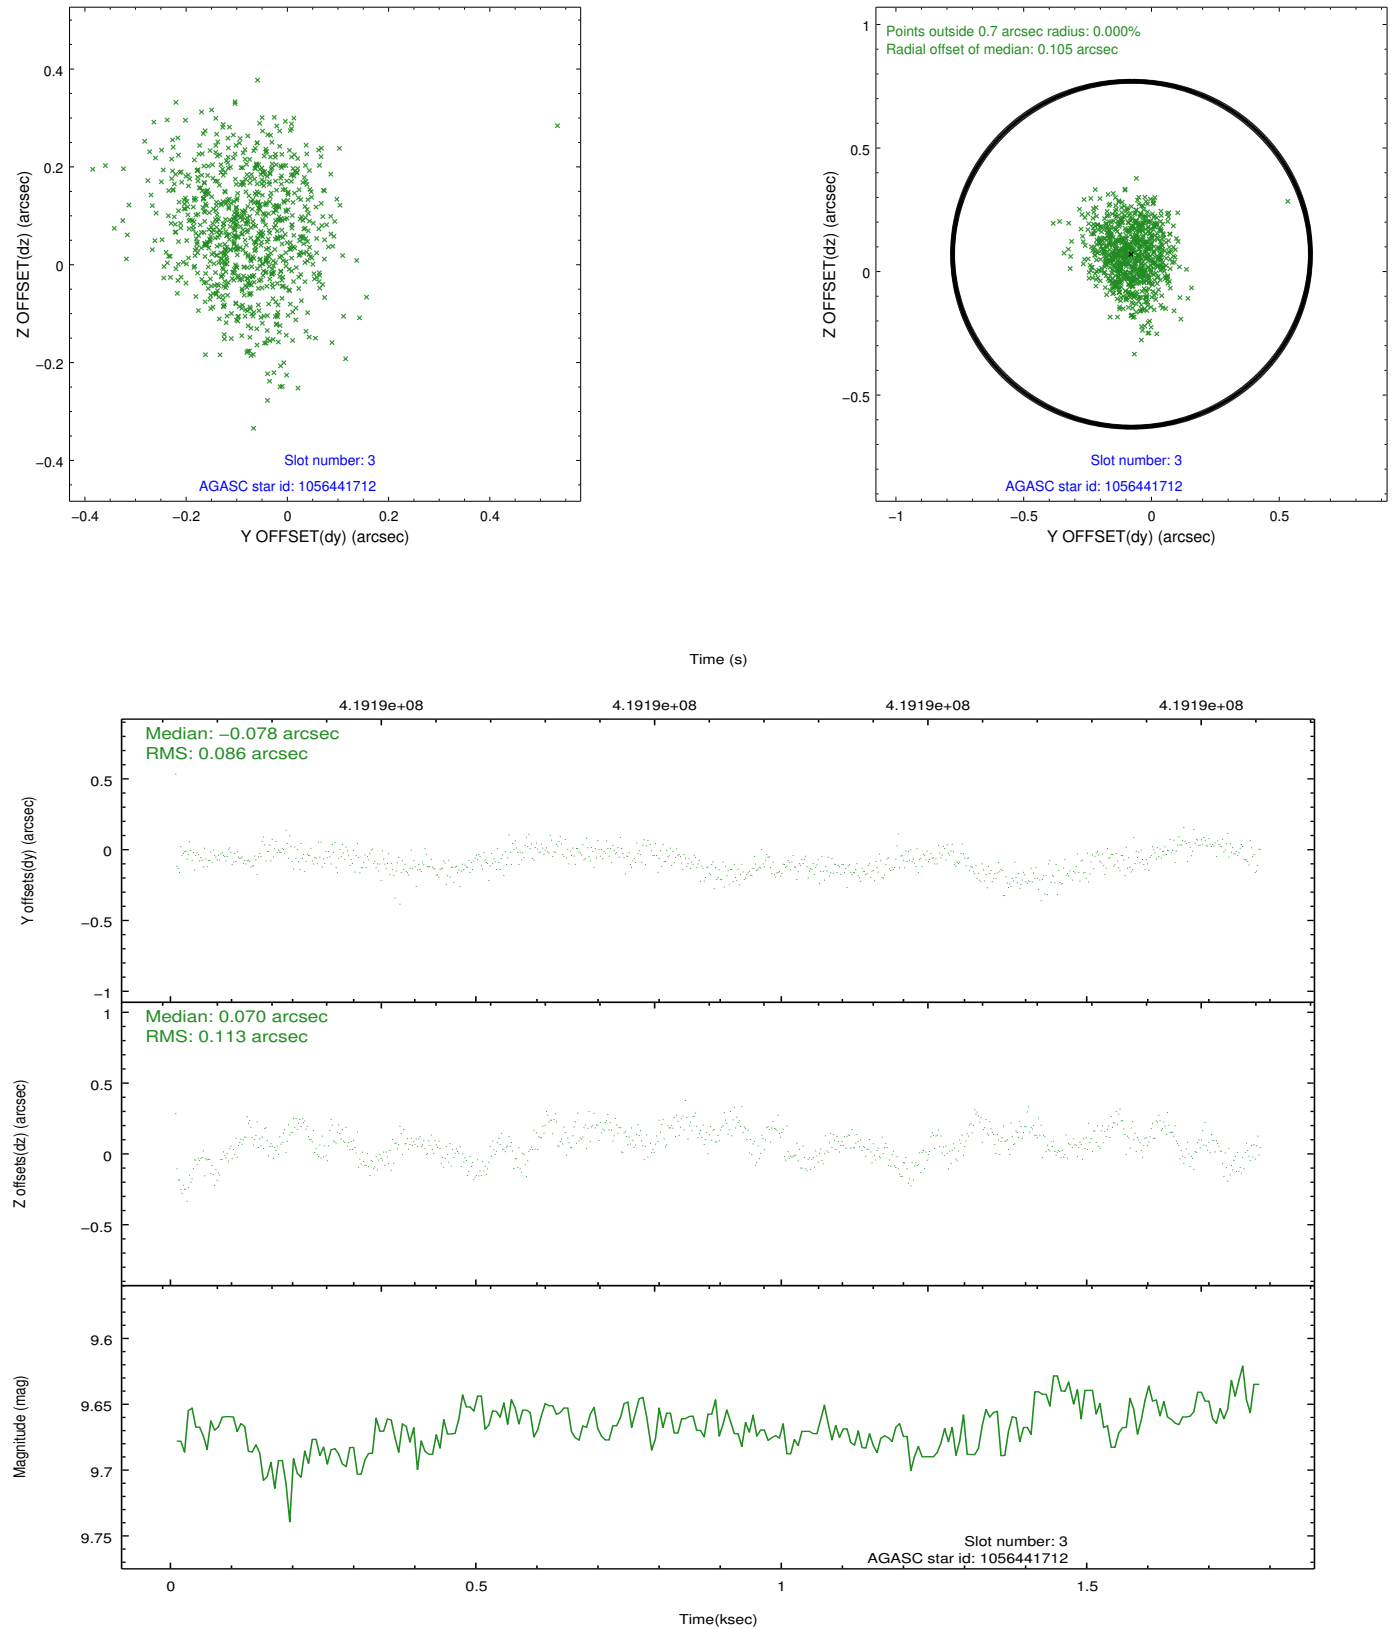 0.4
0.2
0
−0.2
−0.4
Z OFFSET(dz) (arcsec)
Slot number: 3
AGASC star id: 1056441712
−0.4
−0.2
0
0.2
0.4
Y OFFSET(dy) (arcsec)
Points outside 0.7 arcsec radius: 0.000%
Radial offset of median: 0.105 arcsec
1
0.5
0
−0.5
Z OFFSET(dz) (arcsec)
Slot number: 3
AGASC star id: 1056441712
−1
−0.5
0
0.5
Y OFFSET(dy) (arcsec)
Time (s)
4.1919e+08
4.1919e+08
4.1919e+08
4.1919e+08
Median: −0.078 arcsec
RMS: 0.086 arcsec
0.5
0
−0.5
−1
Y offsets(dy) (arcsec)
Median: 0.070 arcsec
RMS: 0.113 arcsec
1
0.5
0
−0.5
Z offsets(dz) (arcsec)
9.6
9.65
9.7
9.75
Magnitude (mag)
Slot number: 3
AGASC star id: 1056441712
0
0.5
1
1.5
Time(ksec)